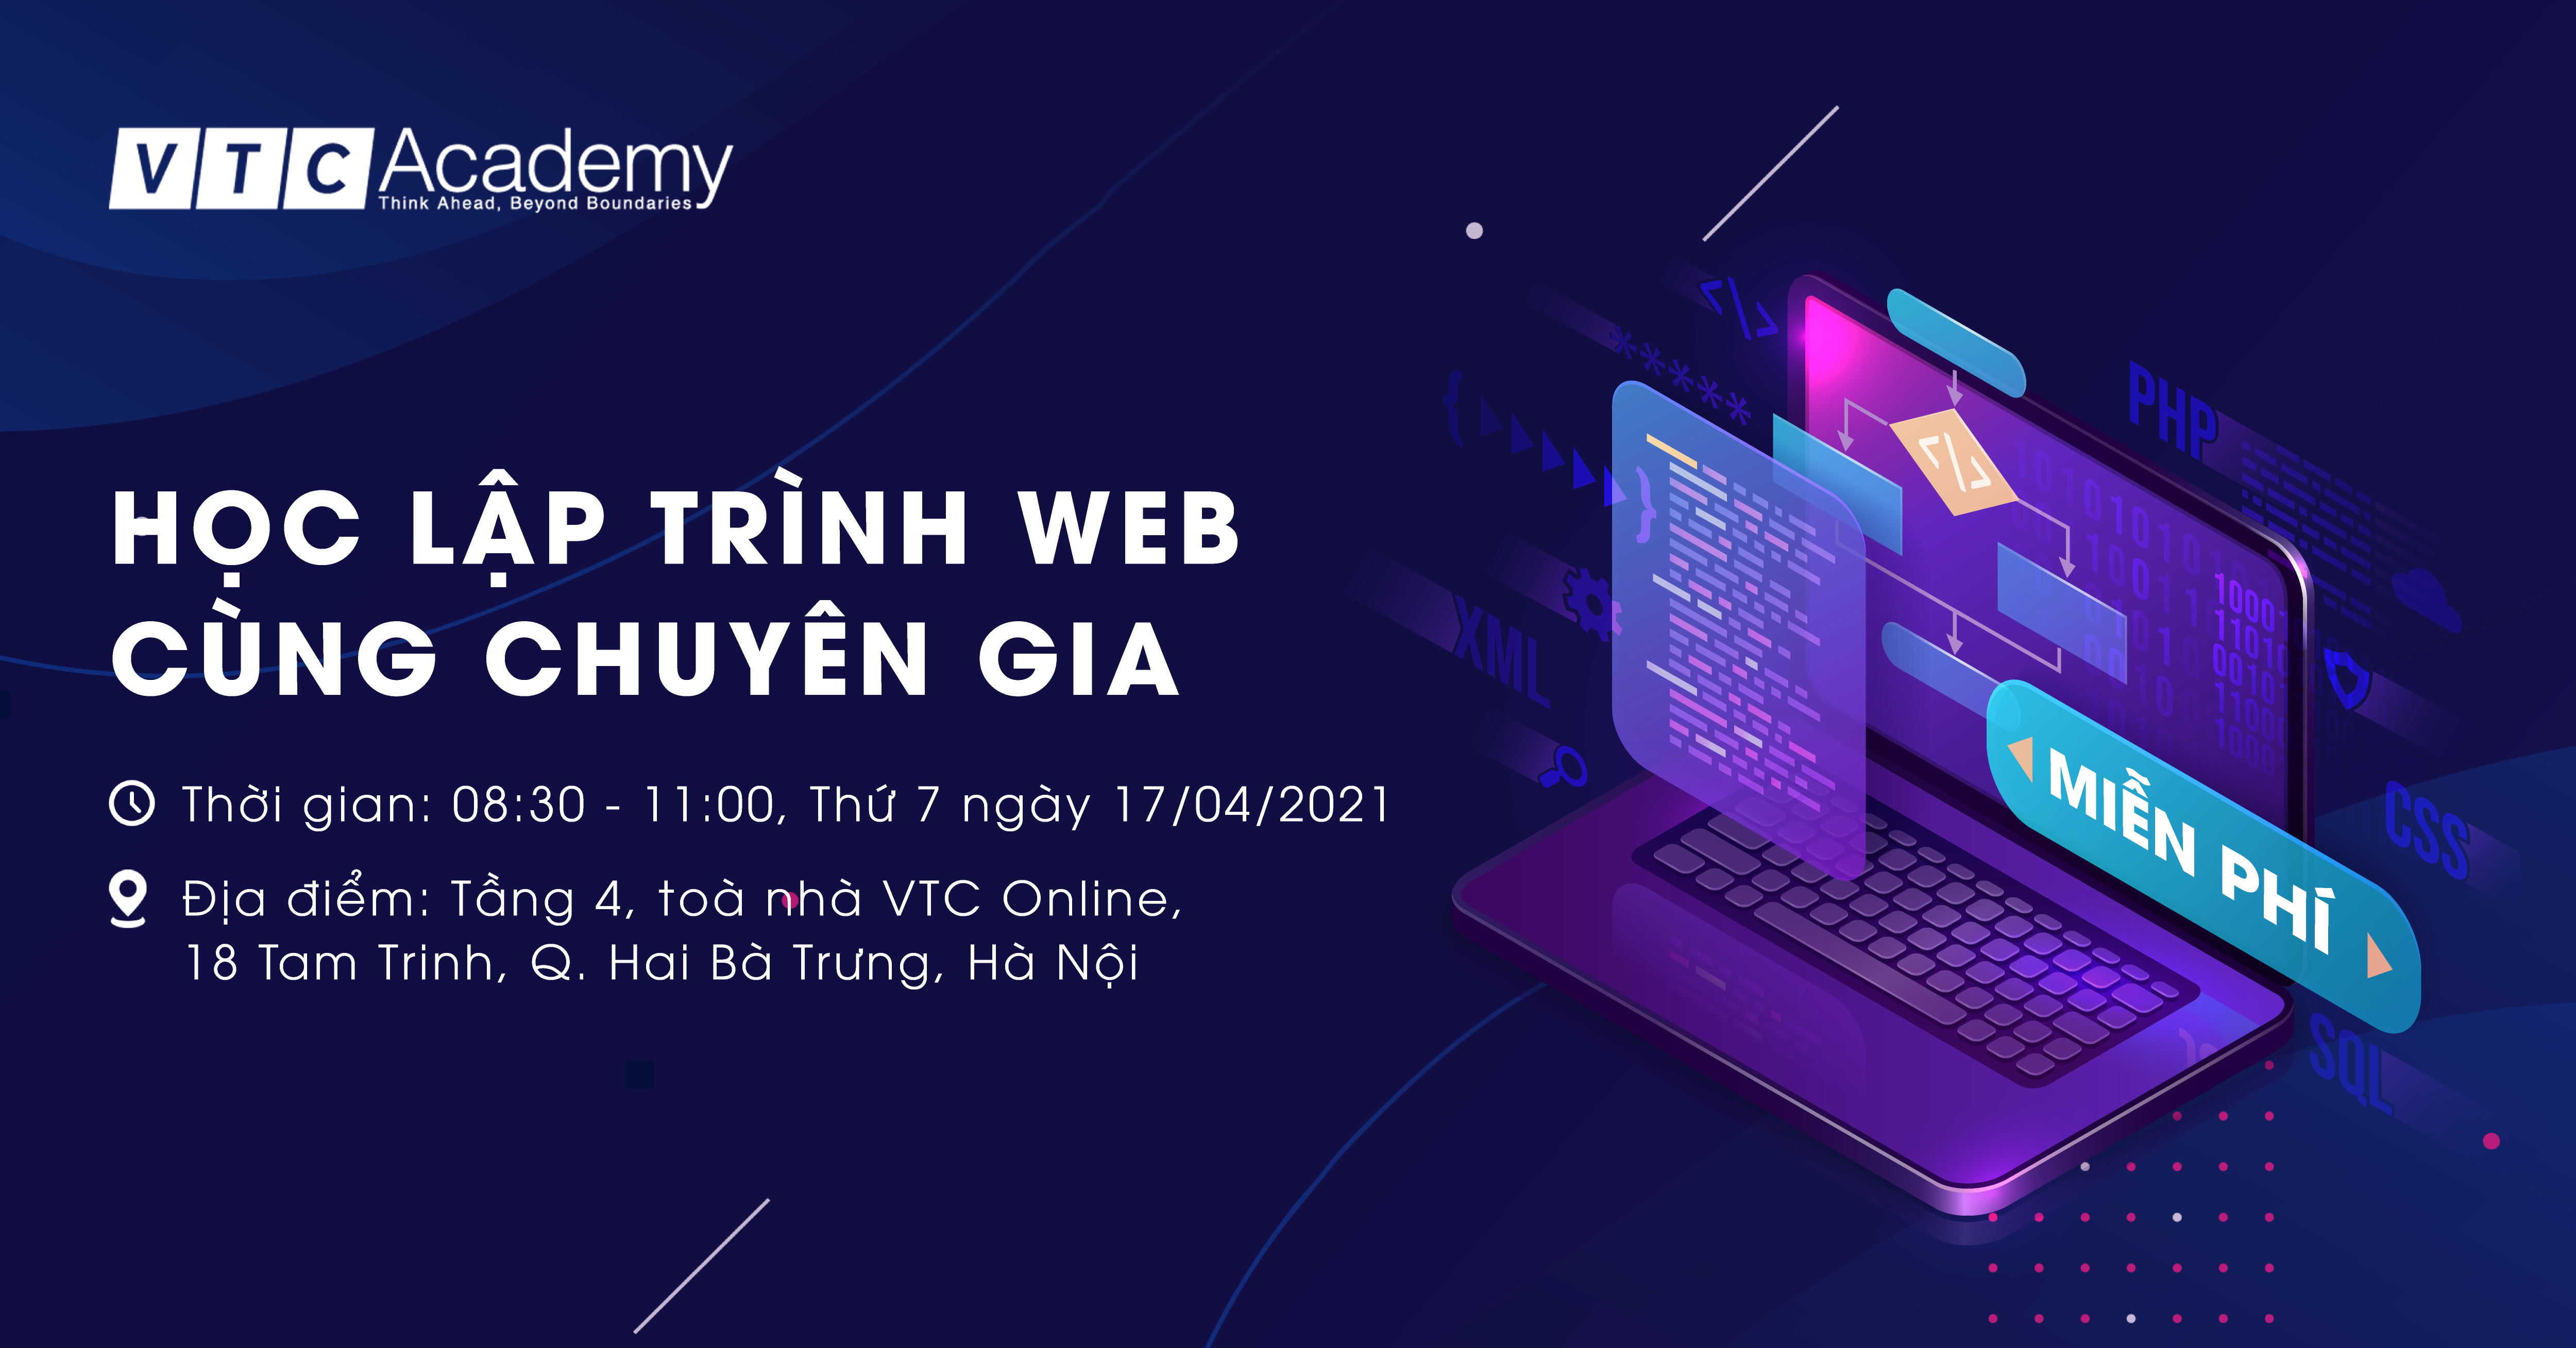 VTC Academy
Think Ahead, Beyond Boundaries
HỌC LẬP TRÌNH WEB
CÙNG CHUYÊN GIA
Thời gian: 08:30 - 11:00, Thứ 7 ngày 17/04/2021
Địa điểm: Tầng 4, toà nhà VTC Online,
18 Tam Trinh, Q. Hai Bà Trưng, Hà Nội
</>
*****
{
}
</>
PHP
XML
MIỄN PHÍ
CSS
SQL